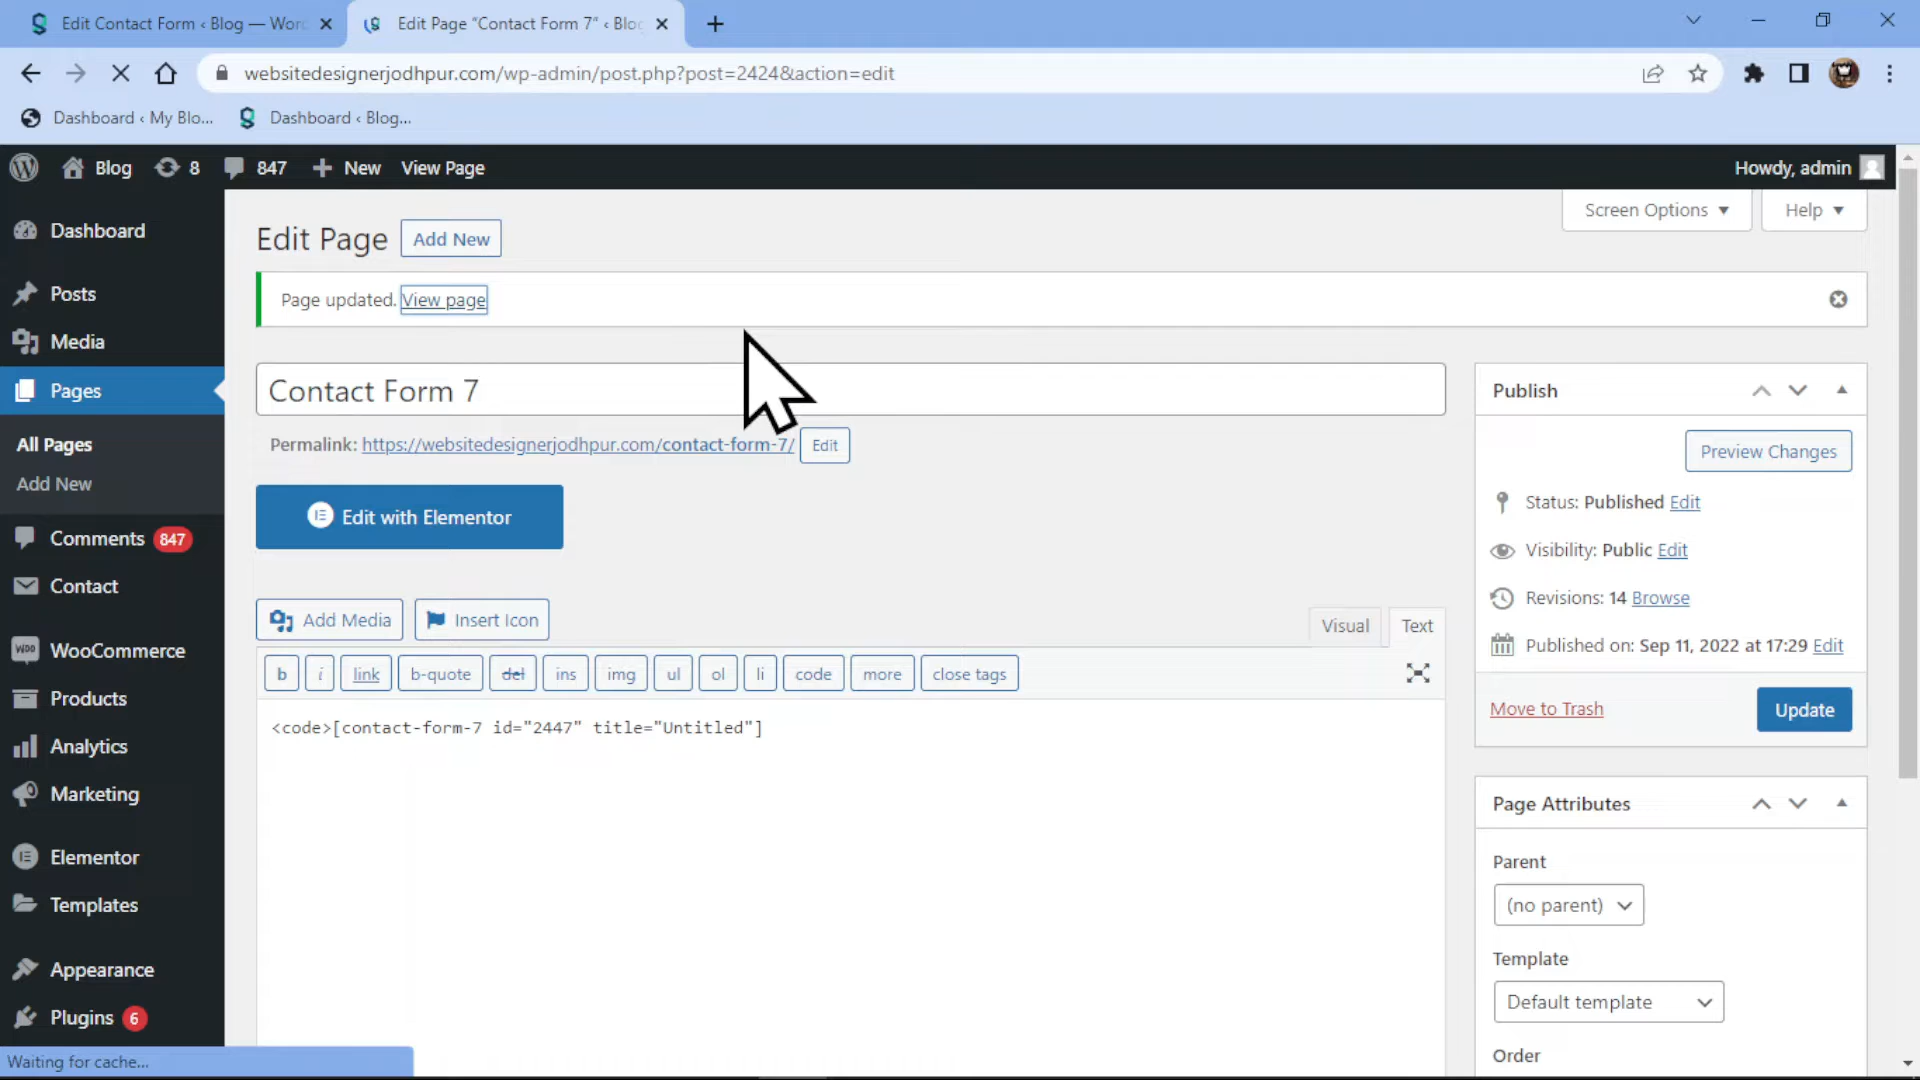 Edit Contact Form ‹ Blog — Wor
Edit Page “Contact Form 7” ‹ Blo
websitedesignerjodhpur.com/wp-admin/post.php?post=2424&action=edit
Dashboard ‹ My Blo...
Dashboard ‹ Blog...
Blog
8
847
New
View Page
Howdy, admin
Screen Options
Help
Dashboard
Posts
Media
Pages
All Pages
Add New
Comments 847
Contact
WooCommerce
Products
Analytics
Marketing
Elementor
Templates
Appearance
Plugins 6
Waiting for cache...
Edit Page
Add New
Page updated. View page
Contact Form 7
Permalink: https://websitedesignerjodhpur.com/contact-form-7/ Edit
Edit with Elementor
Add Media
Insert Icon
Visual
Text
b
i
link
b-quote
del
ins
img
ul
ol
li
code
more
close tags
<code>[contact-form-7 id="2447" title="Untitled"]
Publish
Preview Changes
Status: Published Edit
Visibility: Public Edit
Revisions: 14 Browse
Published on: Sep 11, 2022 at 17:29 Edit
Move to Trash
Update
Page Attributes
Parent
(no parent)
Template
Default template
Order